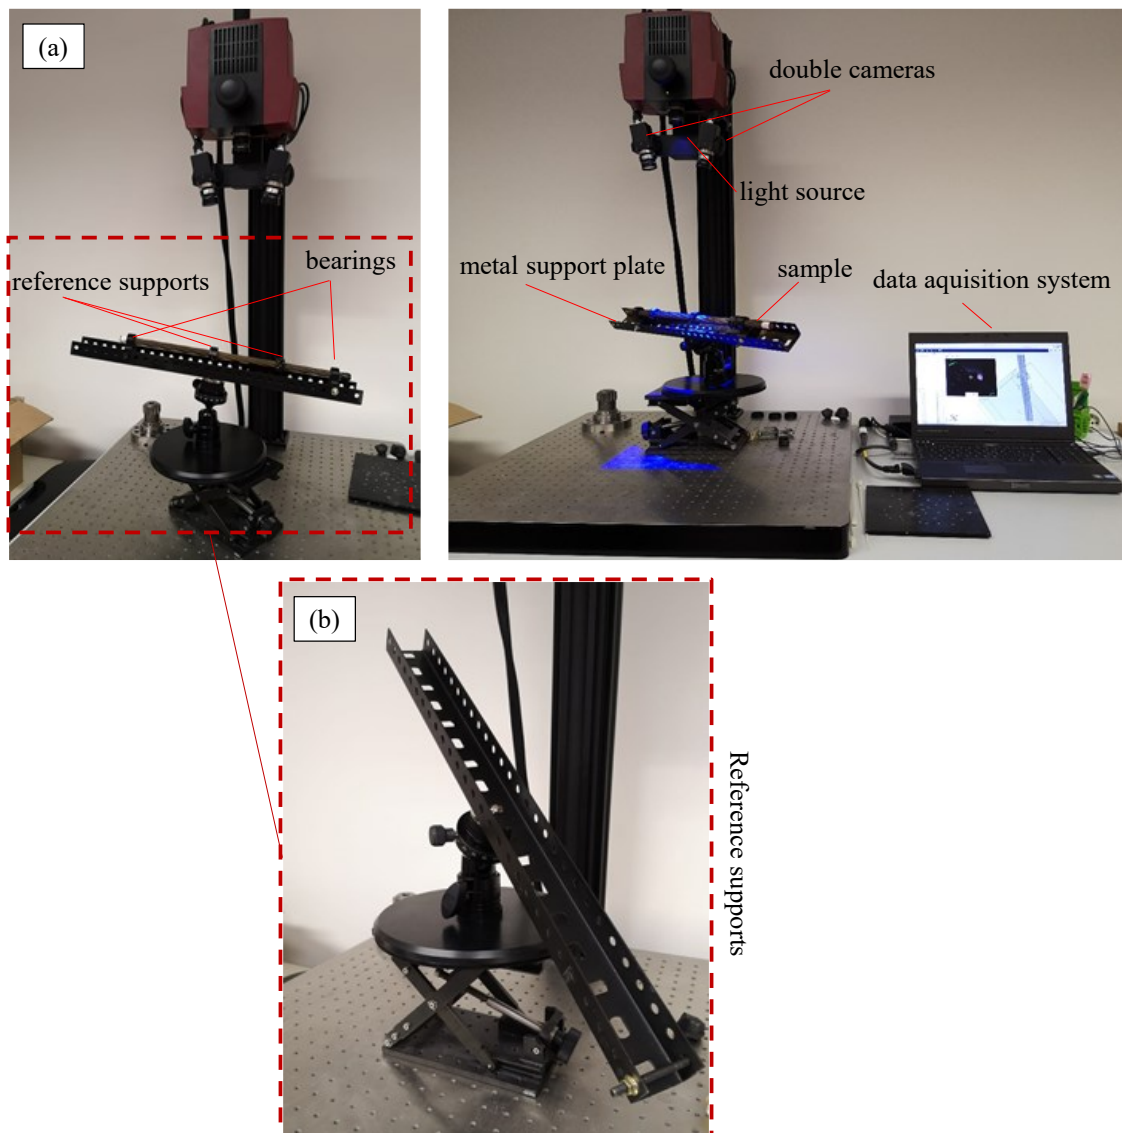 (a)
double cameras
light source
bearings
reference supports
metal support plate
sample
data aquisition system
(b)
Reference supports